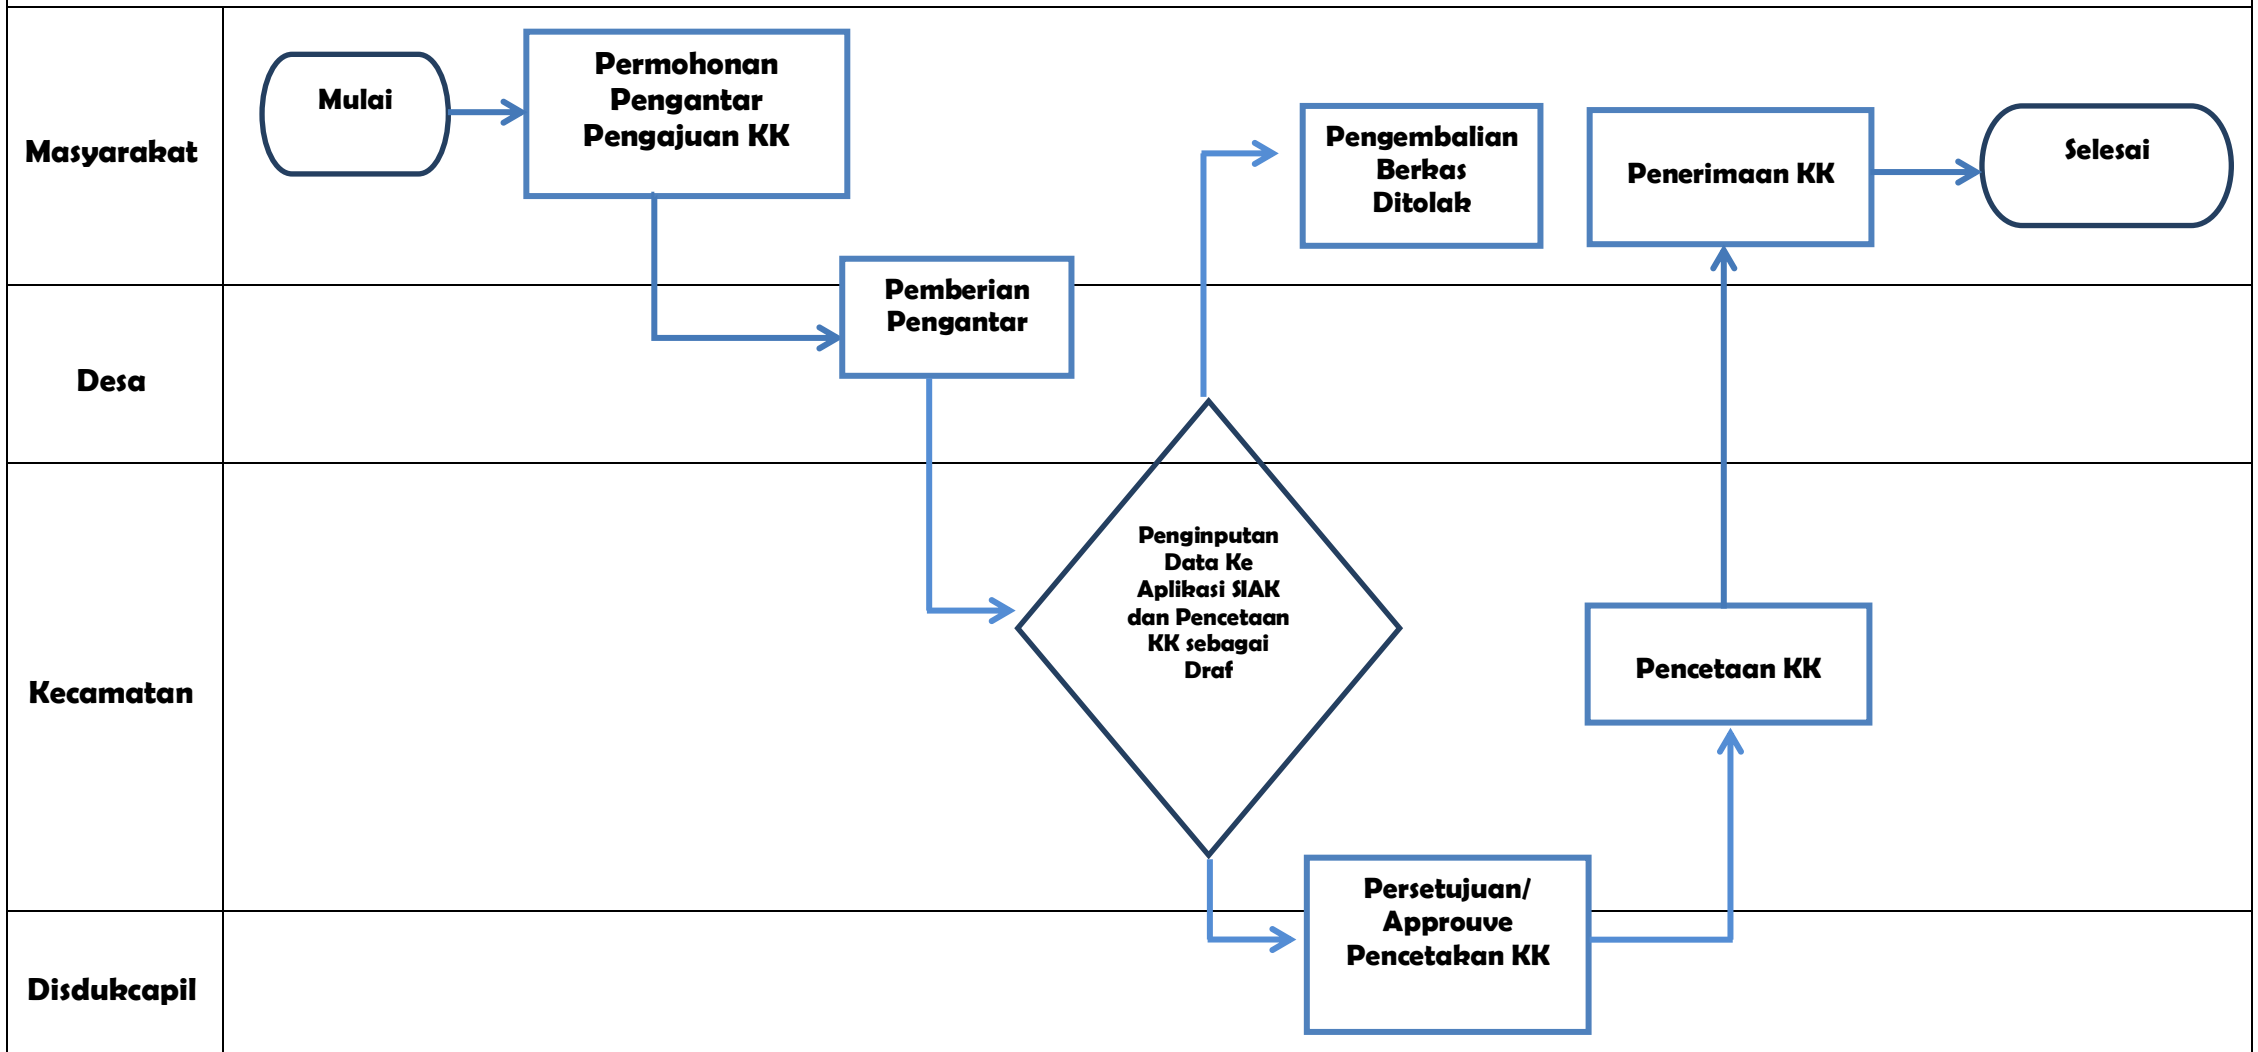 Masyarakat
Mulai
Permohonan
Pengantar
Pengajuan KK
Pengembalian
Berkas
Ditolak
Penerimaan KK
Selesai
Desa
Pemberian
Pengantar
Kecamatan
Penginputan
Data Ke
Aplikasi SIAK
dan Pencetaan
KK sebagai
Draf
Pencetaan KK
Disdukcapil
Persetujuan/
Approuve
Pencetakan KK